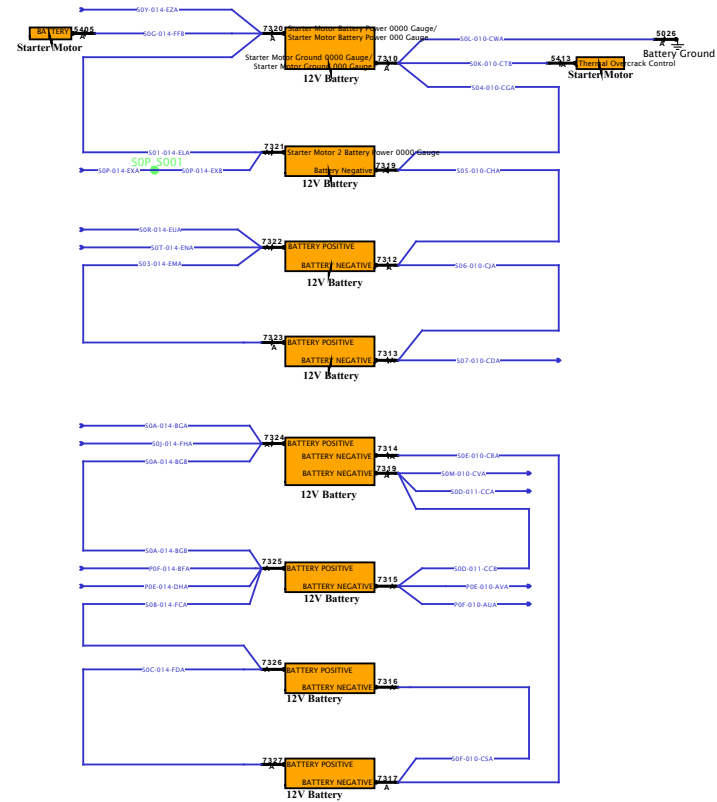 S0Y-014-EZA
BATTERY
5405
A
S0G-014-FFB
7320
A
Starter Motor Battery Power 0000 Gauge/
Starter Motor Battery Power 000 Gauge
Starter Motor
Starter Motor Ground 0000 Gauge/
Starter Motor Ground 000 Gauge
7310
A
12V Battery
S0L-010-CWA
5026
A
Battery Ground
S0K-010-CTB
5413
A
Thermal Overcrack Control
Starter Motor
S04-010-CGA
S01-014-ELA
7321
A
Starter Motor 2 Battery Power 0000 Gauge
S0P_S001
S0P-014-EXA
S0P-014-EXB
Battery Negative
7319
A
S05-010-CHA
12V Battery
S0R-014-EUA
S0T-014-ENA
7322
A
BATTERY POSITIVE
S03-014-EMA
BATTERY NEGATIVE
7312
A
S06-010-CJA
12V Battery
7323
A
BATTERY POSITIVE
BATTERY NEGATIVE
7313
A
S07-010-CDA
12V Battery
S0A-014-BGA
S0J-014-FHA
7324
A
BATTERY POSITIVE
S0A-014-BGB
BATTERY NEGATIVE
7314
A
S0E-010-CRA
BATTERY NEGATIVE
7319
A
S0M-010-CVA
S0D-011-CCA
12V Battery
S0A-014-BGB
P0F-014-BFA
7325
A
BATTERY POSITIVE
S0D-011-CCB
P0E-014-DHA
BATTERY NEGATIVE
7315
A
P0E-010-AVA
S0B-014-FCA
12V Battery
P0F-010-AUA
7326
A
S0C-014-FDA
BATTERY POSITIVE
BATTERY NEGATIVE
7316
A
12V Battery
7327
A
BATTERY POSITIVE
S0F-010-CSA
BATTERY NEGATIVE
7317
A
12V Battery